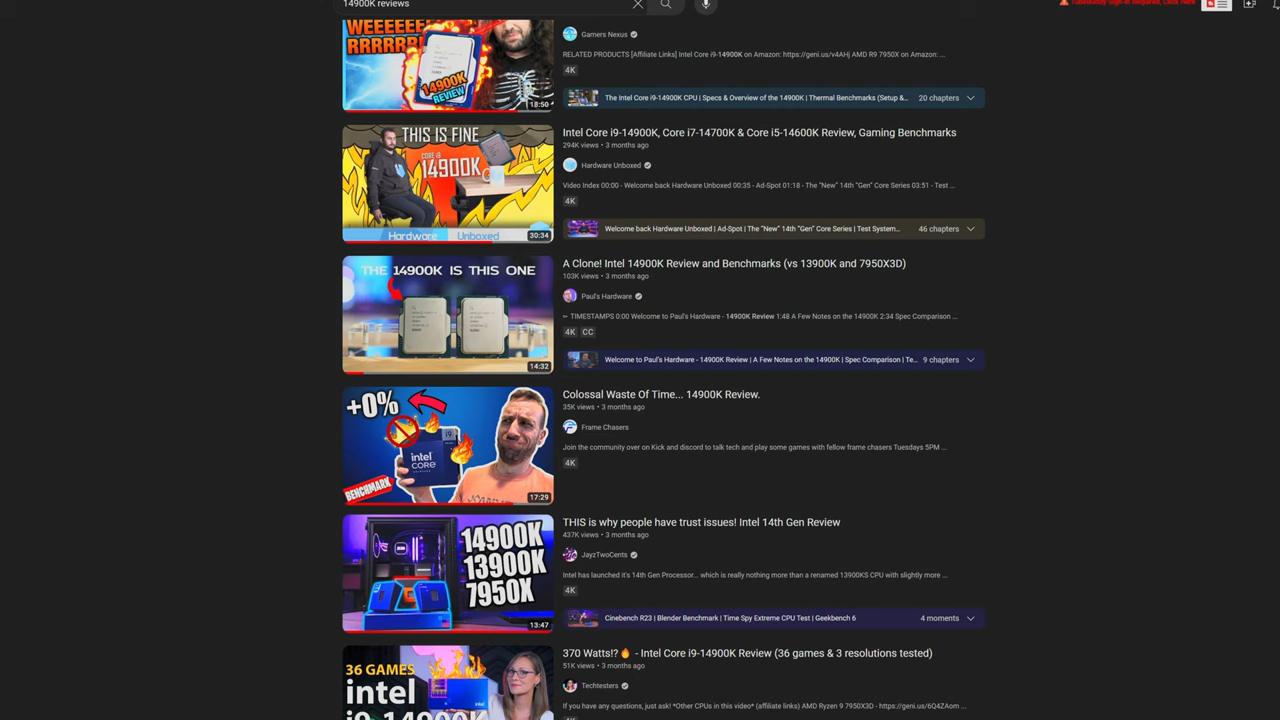 14900K reviews
WEEEEEE
RRRRRR
14900K
REVIEW
18:50
Gamers Nexus
RELATED PRODUCTS [Affiliate Links] Intel Core i9-14900K on Amazon: https://geni.us/v4AHj AMD R9 7950X on Amazon: ...
4K
The Intel Core i9-14900K CPU | Specs & Overview of the 14900K | Thermal Benchmarks (Setup &...
20 chapters
THIS IS FINE
CORE i9
14900K
Hardware Unboxed
30:34
Intel Core i9-14900K, Core i7-14700K & Core i5-14600K Review, Gaming Benchmarks
294K views • 3 months ago
Hardware Unboxed
Video Index 00:00 - Welcome back Hardware Unboxed 00:35 - Ad-Spot 01:18 - The "New" 14th "Gen" Core Series 03:51 - Test ...
4K
Welcome back Hardware Unboxed | Ad-Spot | The "New" 14th "Gen" Core Series | Test System...
46 chapters
THE 14900K IS THIS ONE
14:32
A Clone! Intel 14900K Review and Benchmarks (vs 13900K and 7950X3D)
103K views • 3 months ago
Paul's Hardware
➳ TIMESTAMPS 0:00 Welcome to Paul's Hardware - 14900K Review 1:48 A Few Notes on the 14900K 2:34 Spec Comparison ...
4K CC
Welcome to Paul's Hardware - 14900K Review | A Few Notes on the 14900K | Spec Comparison | Te...
9 chapters
+0%
i9
intel
CORE
BENCHMARK
17:29
Colossal Waste Of Time... 14900K Review.
35K views • 3 months ago
Frame Chasers
Join the community over on Kick and discord to talk tech and play some games with fellow frame chasers Tuesdays 5PM ...
4K
14900K
13900K
7950X
13:47
THIS is why people have trust issues! Intel 14th Gen Review
437K views • 3 months ago
JayzTwoCents
Intel has launched it's 14th Gen Processor... which is really nothing more than a renamed 13900KS CPU with slightly more ...
4K
Cinebench R23 | Blender Benchmark | Time Spy Extreme CPU Test | Geekbench 6
4 moments
36 GAMES
intel
i9-14900K
370 Watts!?🔥 - Intel Core i9-14900K Review (36 games & 3 resolutions tested)
51K views • 3 months ago
Techtesters
If you have any questions, just ask! *Other CPUs in this video* (affiliate links) AMD Ryzen 9 7950X3D - https://geni.us/6Q4ZAom ...